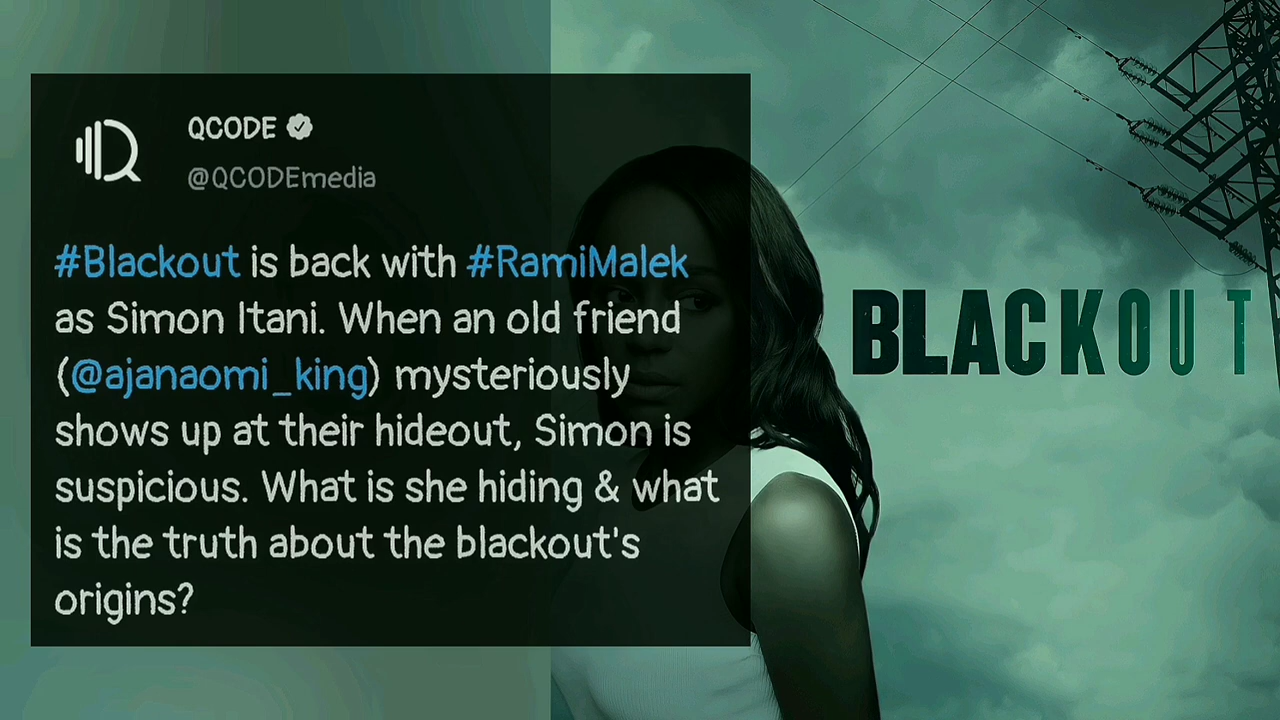 QCODE
@QCODEmedia
#Blackout is back with #RamiMalek
as Simon Itani. When an old friend
(@ajanaomi_king) mysteriously
shows up at their hideout, Simon is
suspicious. What is she hiding & what
is the truth about the blackout's
origins?
BLACKOUT